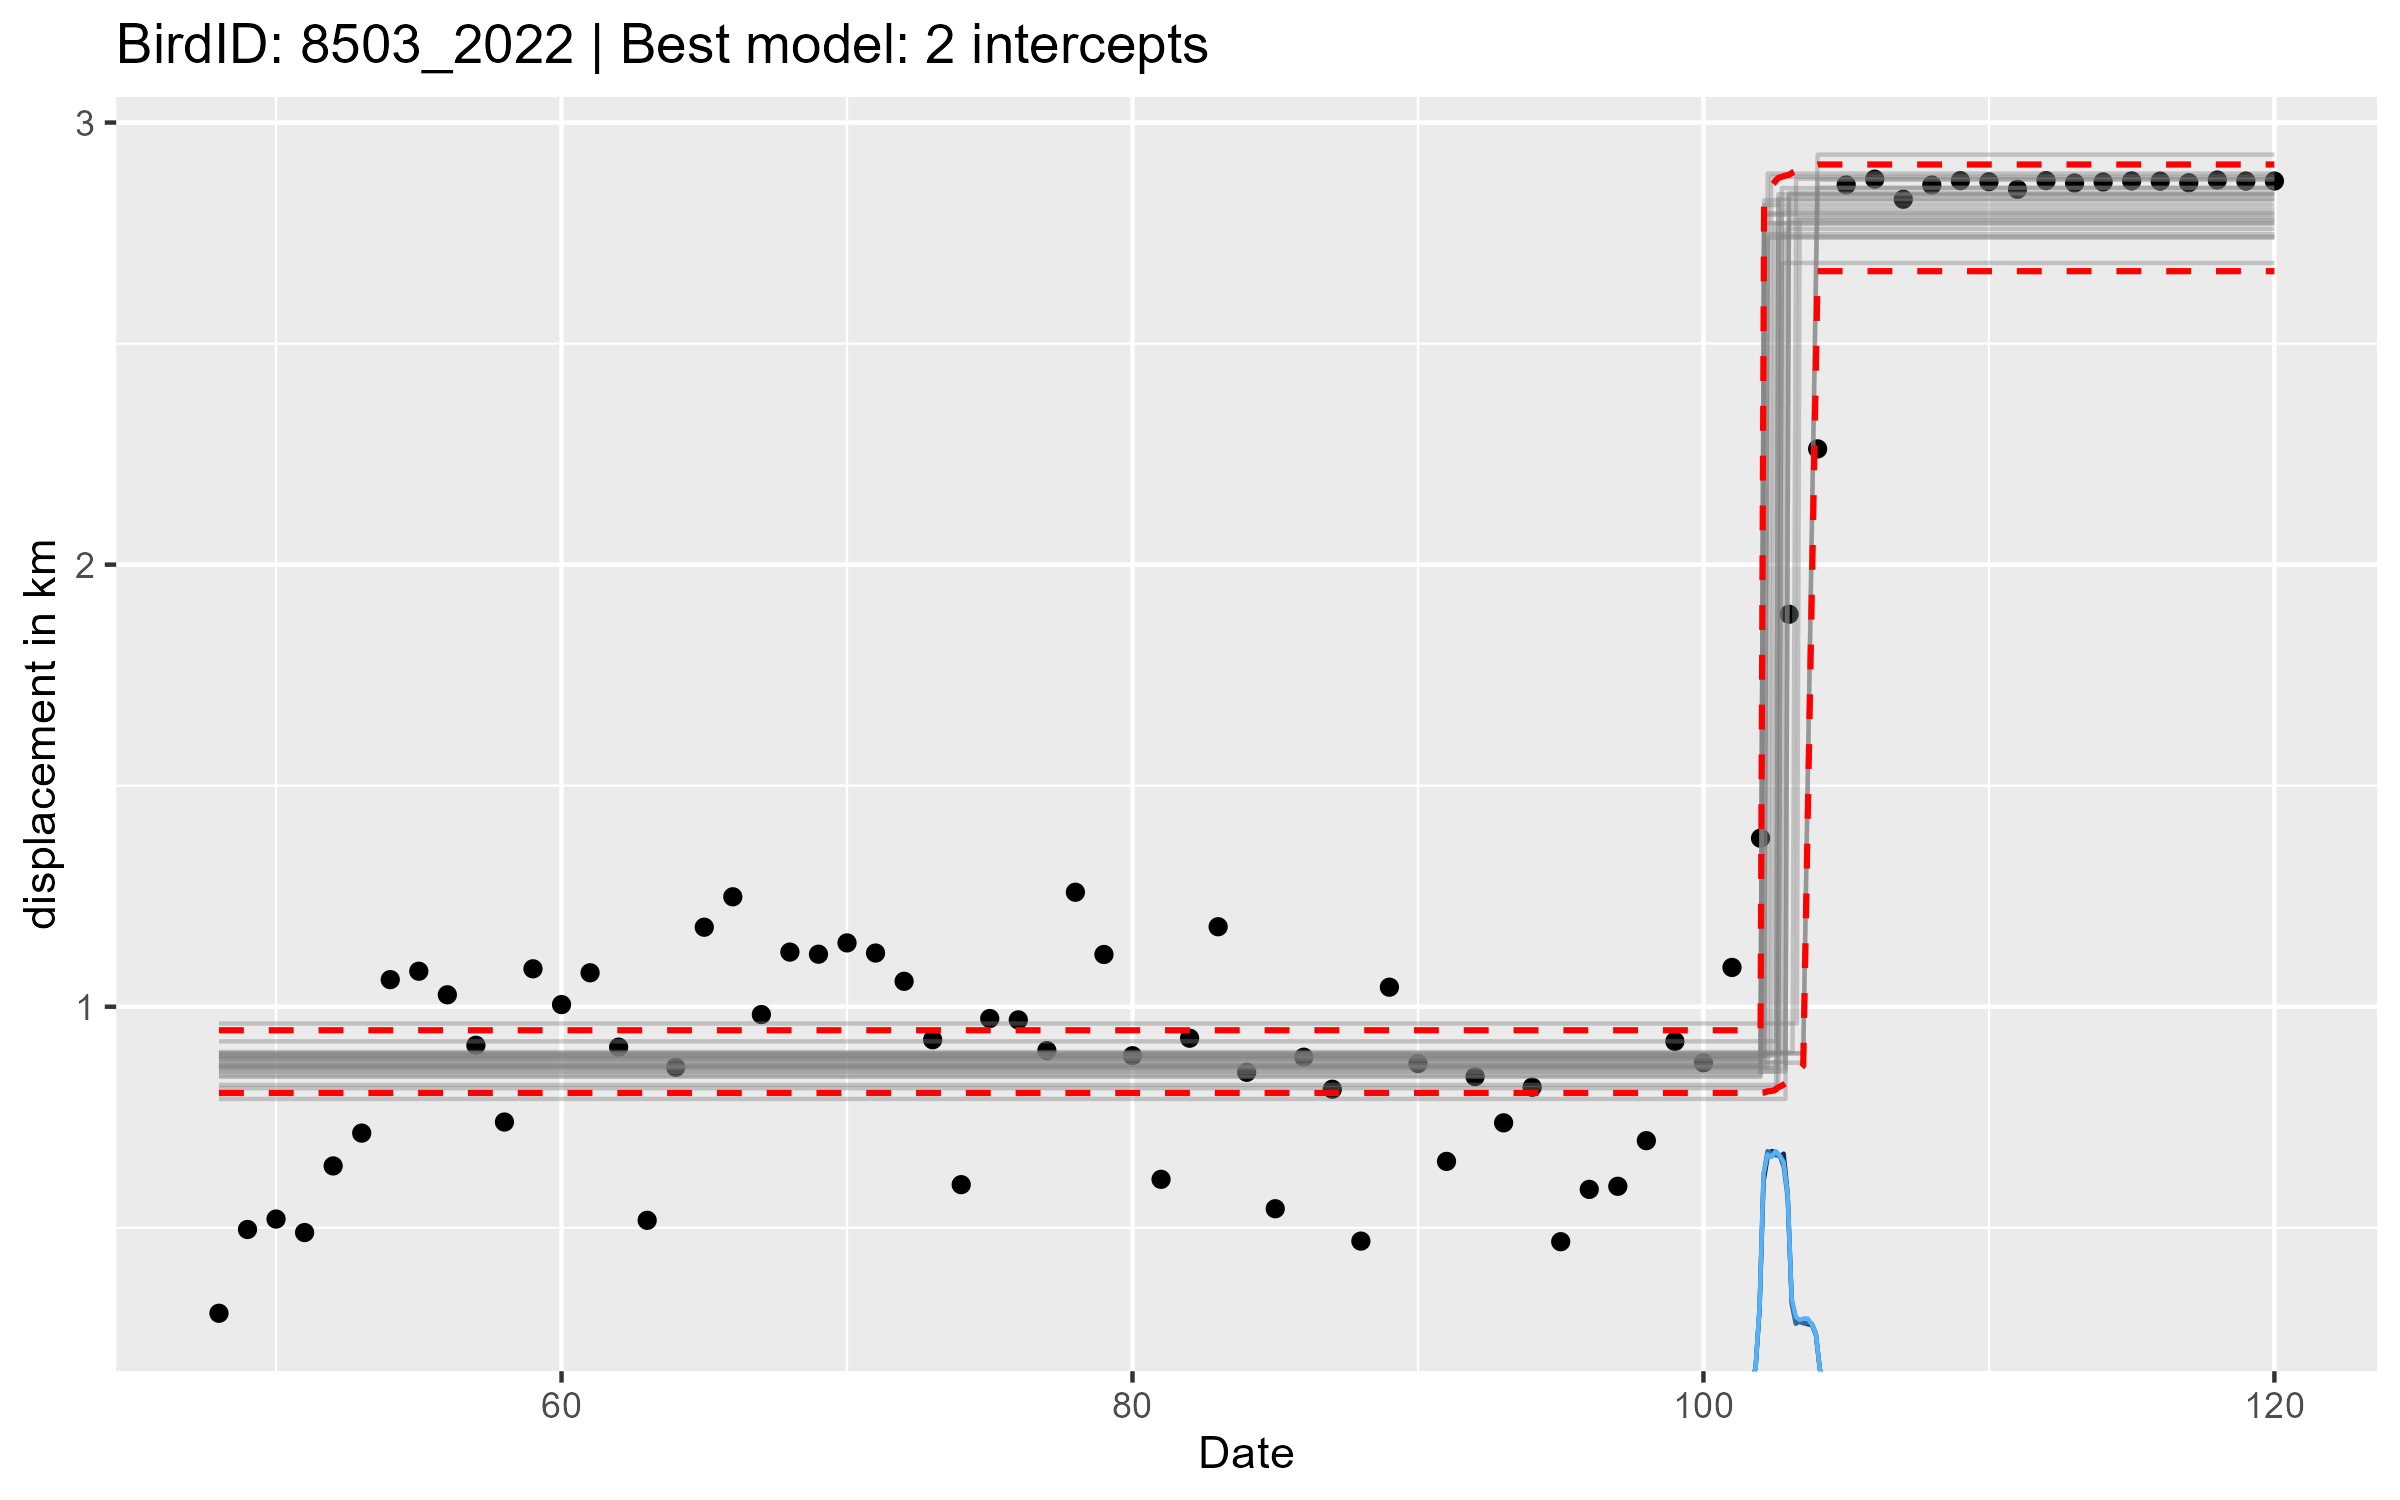 BirdID: 8503_2022 | Best model: 2 intercepts
3
2
1
displacement in km
60 80 100 120
Date